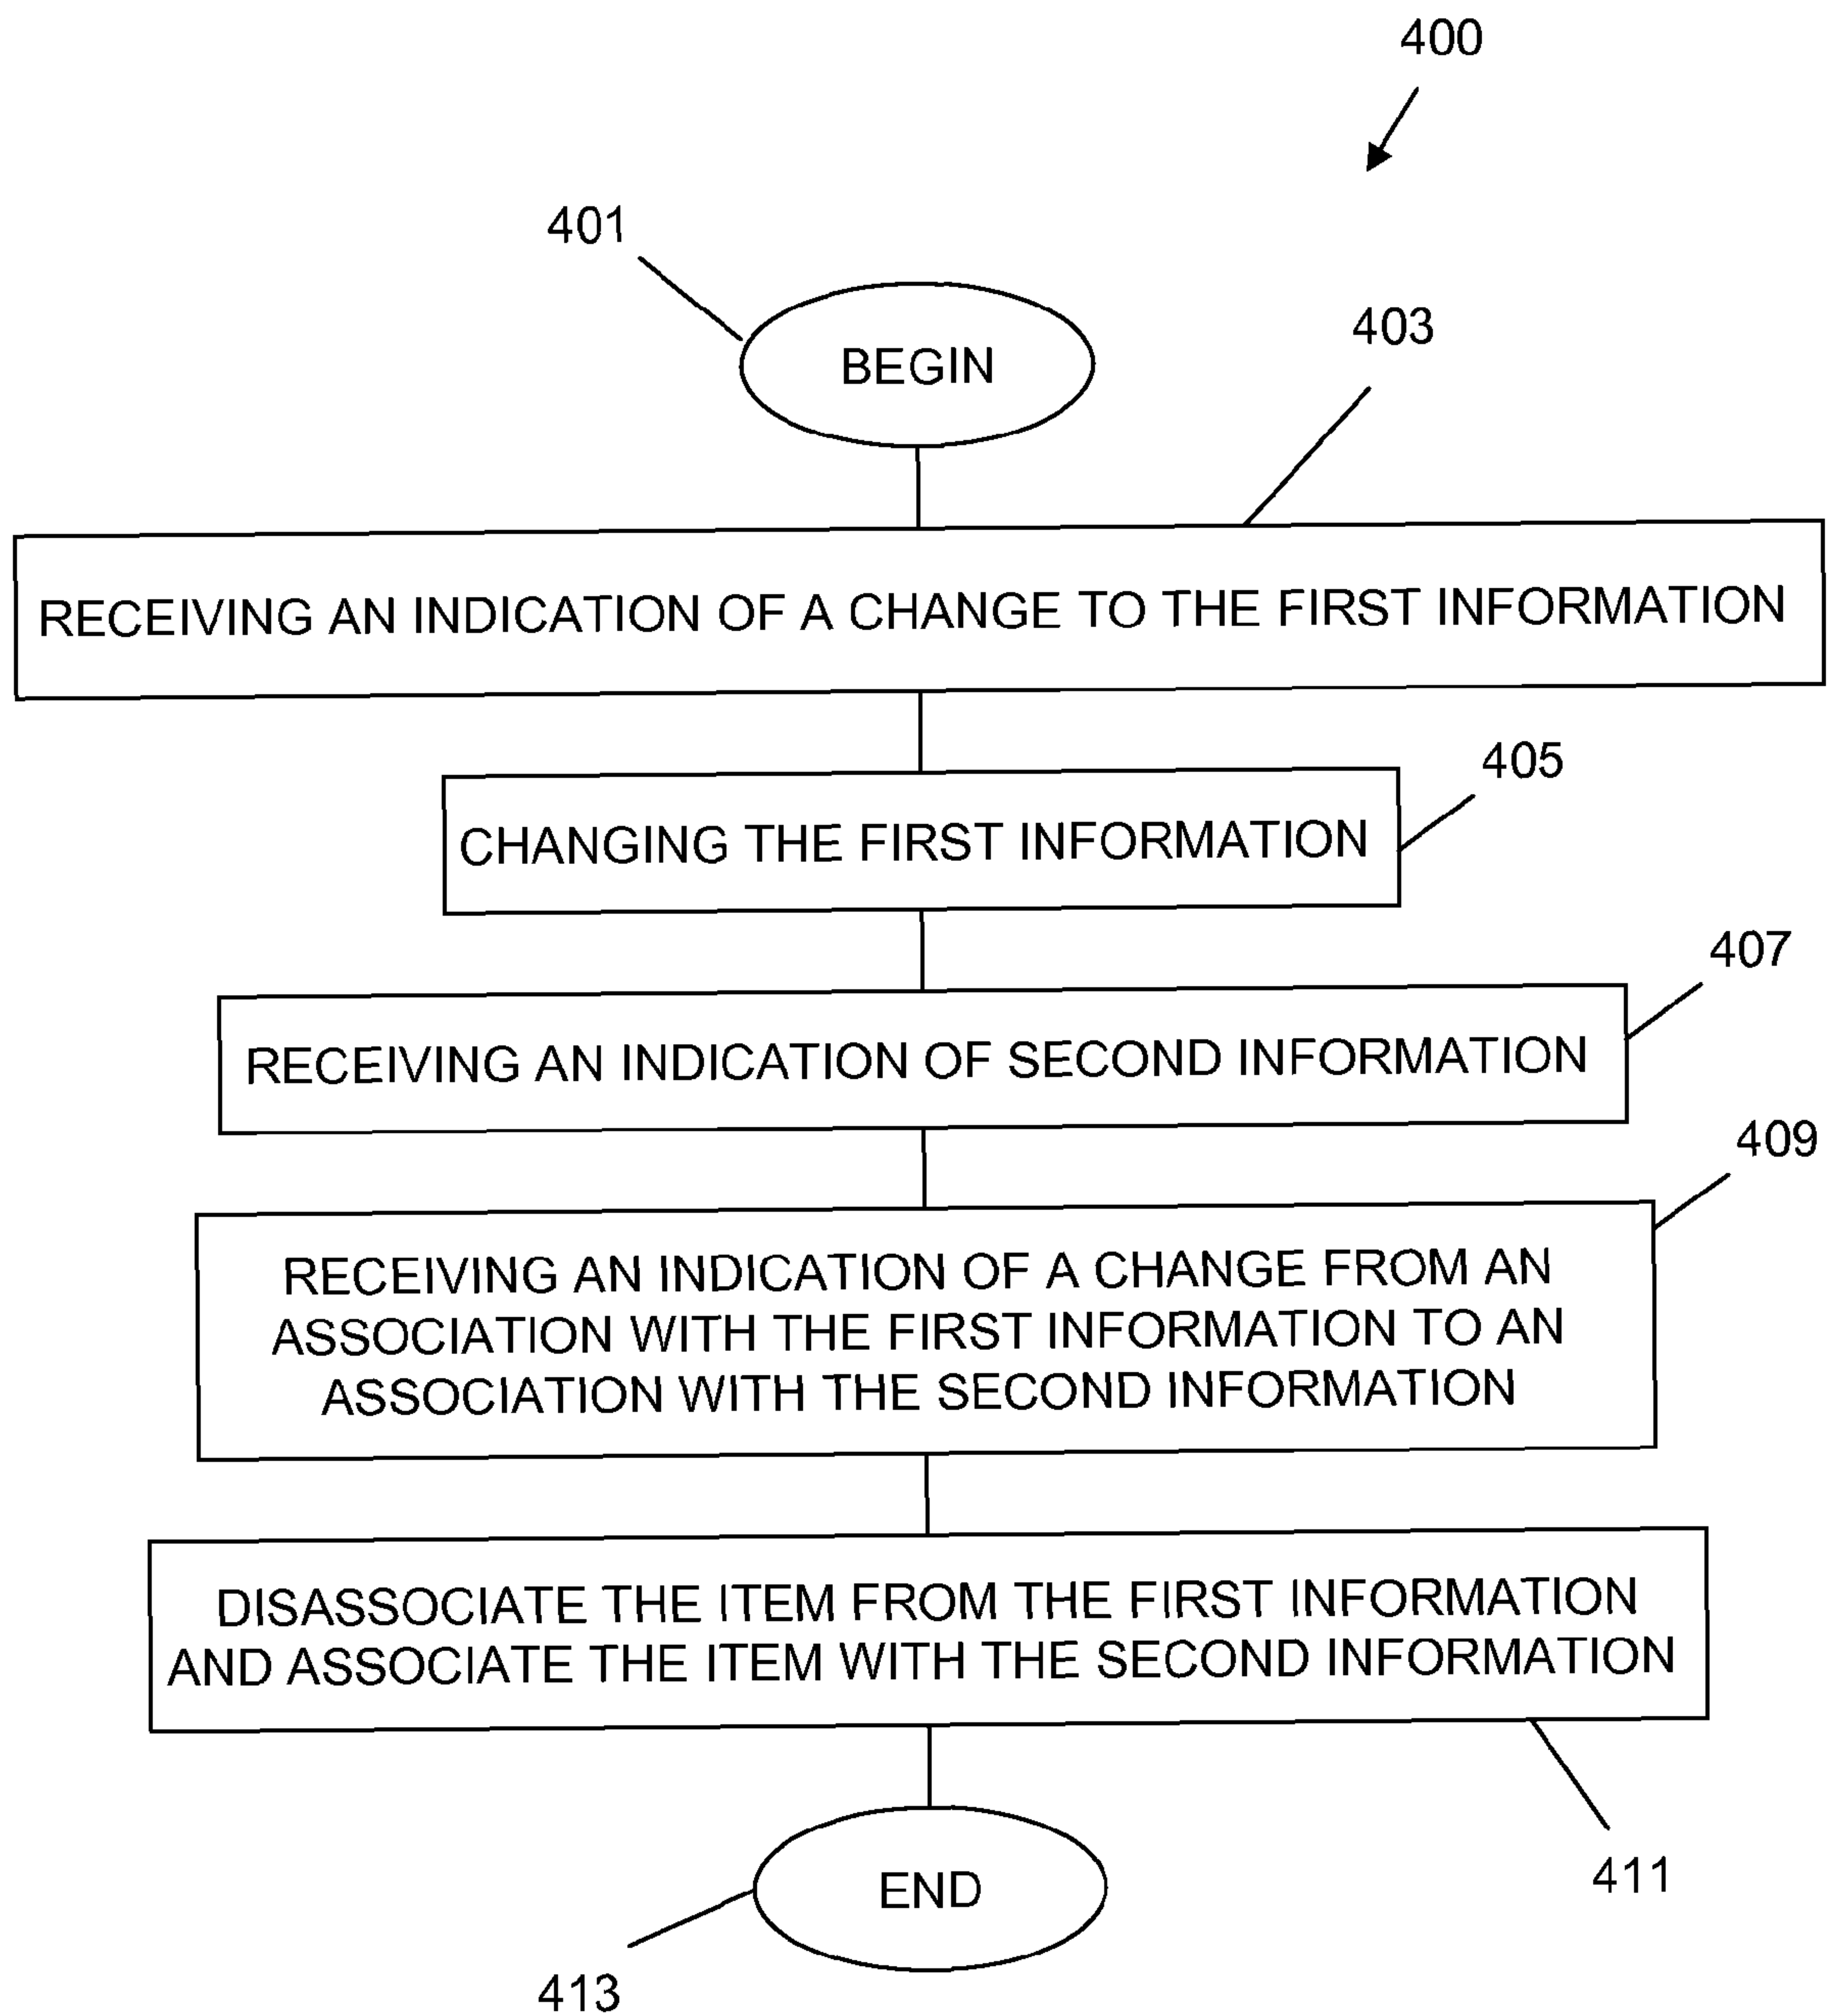 400
401
BEGIN
403
RECEIVING AN INDICATION OF A CHANGE TO THE FIRST INFORMATION
405
CHANGING THE FIRST INFORMATION
407
RECEIVING AN INDICATION OF SECOND INFORMATION
409
RECEIVING AN INDICATION OF A CHANGE FROM AN
ASSOCIATION WITH THE FIRST INFORMATION TO AN
ASSOCIATION WITH THE SECOND INFORMATION
DISASSOCIATE THE ITEM FROM THE FIRST INFORMATION
AND ASSOCIATE THE ITEM WITH THE SECOND INFORMATION
411
END
413